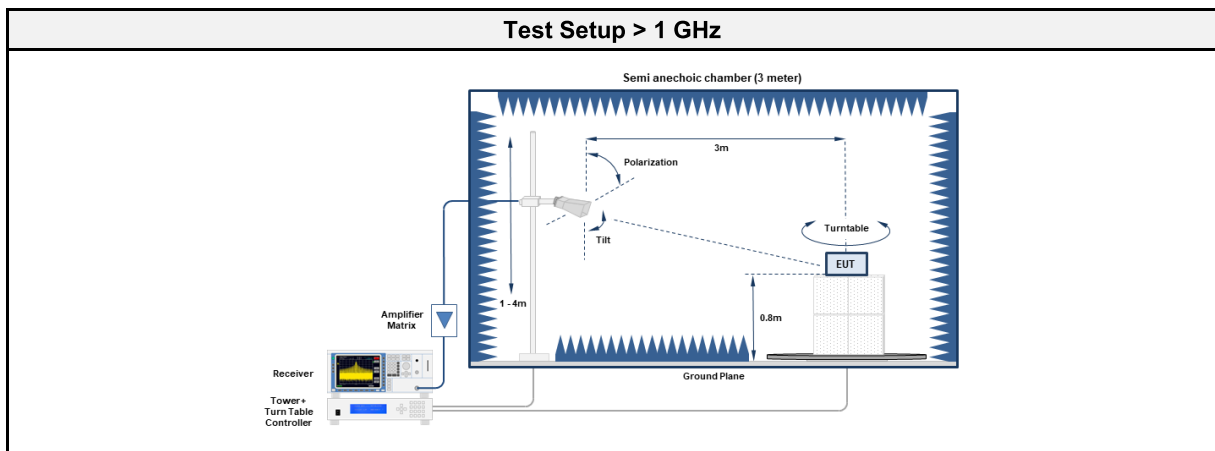 Test Setup > 1 GHz
Semi anechoic chamber (3 meter)
3m
Polarization
Tilt
Turntable
EUT
1 - 4m
0.8m
Amplifier
Matrix
Ground Plane
Receiver
Tower+
Turn Table
Controller